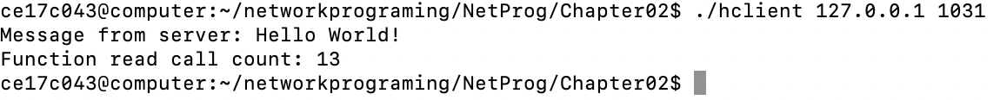 ce17c043@computer:~/networkprograming/NetProg/Chapter02$ ./hclient 127.0.0.1 1031
Message from server: Hello World!
Function read call count: 13
ce17c043@computer:~/networkprograming/NetProg/Chapter02$